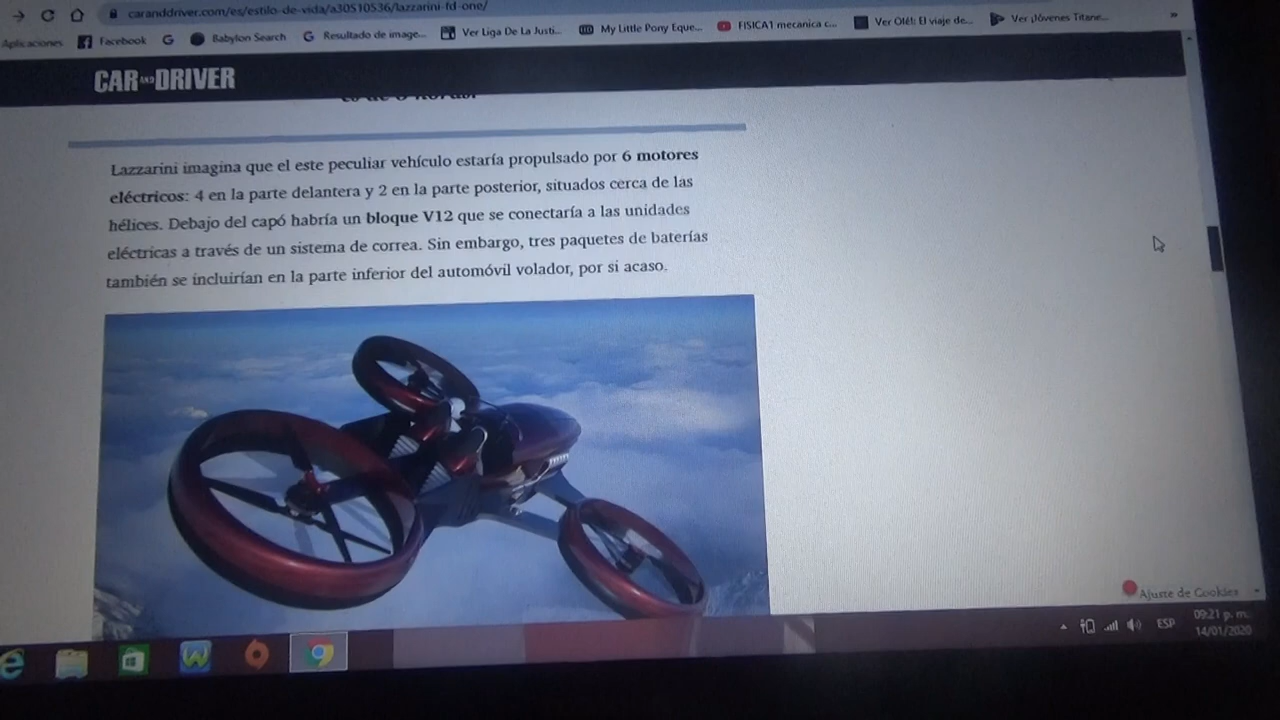 caranddriver.com/es/estilo-de-vida/a30510536/lazzarini-fd-one/
Aplicaciones Facebook Babylon Search Resultado de image... Ver Liga De La Justi... My Little Pony Eque... FISICA1 mecanica c... Ver Olé!: El viaje de... Ver ¡Jóvenes Titane... »
CAR AND DRIVER
Lazzarini imagina que el este peculiar vehículo estaría propulsado por 6 motores
eléctricos: 4 en la parte delantera y 2 en la parte posterior, situados cerca de las
hélices. Debajo del capó habría un bloque V12 que se conectaría a las unidades
eléctricas a través de un sistema de correa. Sin embargo, tres paquetes de baterías
también se incluirían en la parte inferior del automóvil volador, por si acaso.
Ajuste de Cookies
ESP
09:21 p. m.
14/01/2020